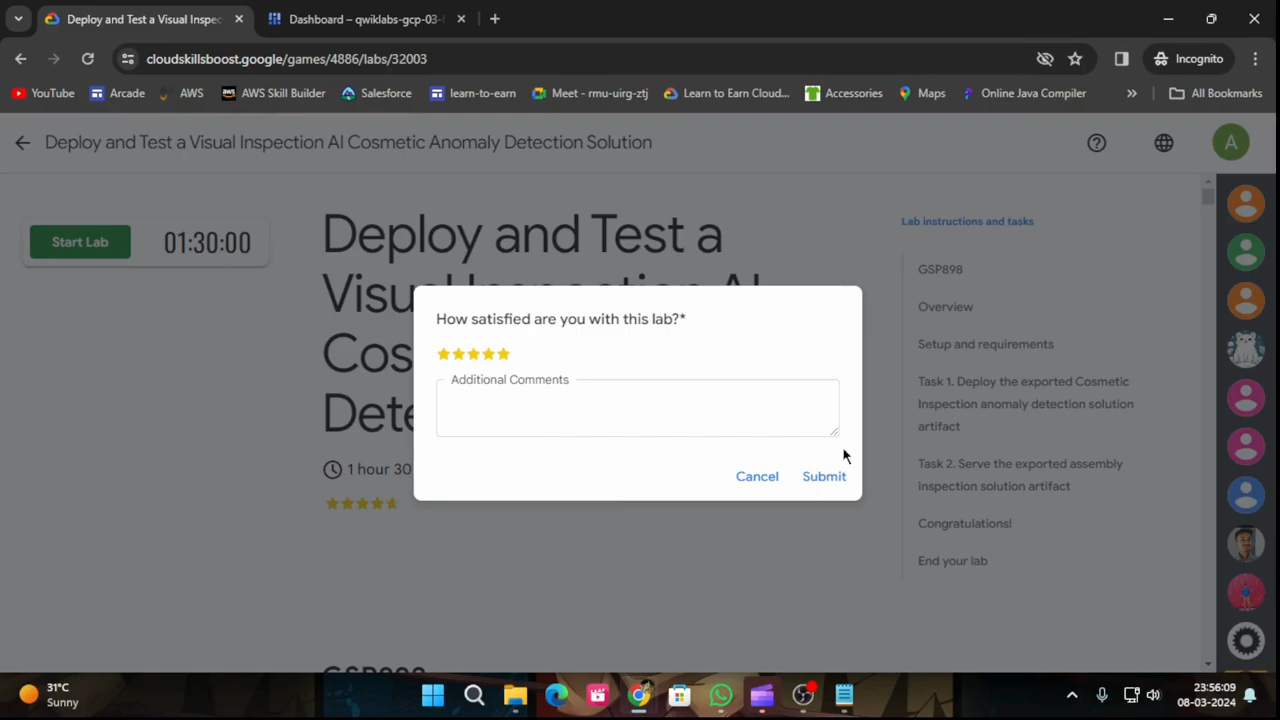 Deploy and Test a Visual Inspec
Dashboard – qwiklabs-gcp-03-
cloudskillsboost.google/games/4886/labs/32003
Incognito
YouTube
Arcade
AWS
AWS Skill Builder
Salesforce
learn-to-earn
Meet - rmu-uirg-ztj
Learn to Earn Cloud...
Accessories
Maps
Online Java Compiler
»
All Bookmarks
Deploy and Test a Visual Inspection AI Cosmetic Anomaly Detection Solution
A
Start Lab
01:30:00
Deploy and Test a
Visual Inspection AI
Cos
Dete
1 hour 30
How satisfied are you with this lab?*
Additional Comments
Cancel
Submit
Lab instructions and tasks
GSP898
Overview
Setup and requirements
Task 1. Deploy the exported Cosmetic
Inspection anomaly detection solution
artifact
Task 2. Serve the exported assembly
inspection solution artifact
Congratulations!
End your lab
GSP898
31°C
Sunny
23:56:09
08-03-2024